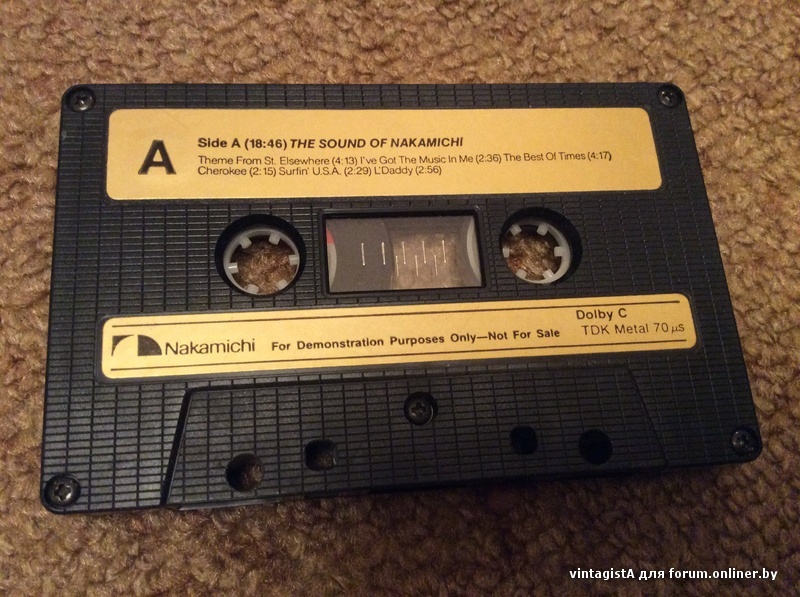 A
Side A (18:46) THE SOUND OF NAKAMICHI
Theme From St. Elsewhere (4:13) I've Got The Music In Me (2:36) The Best Of Times (4:17)
Cherokee (2:15) Surfin' U.S.A. (2:29) L'Daddy (2:56)
Nakamichi For Demonstration Purposes Only—Not For Sale
Dolby C
TDK Metal 70 µs
vintagistA для forum.onliner.by